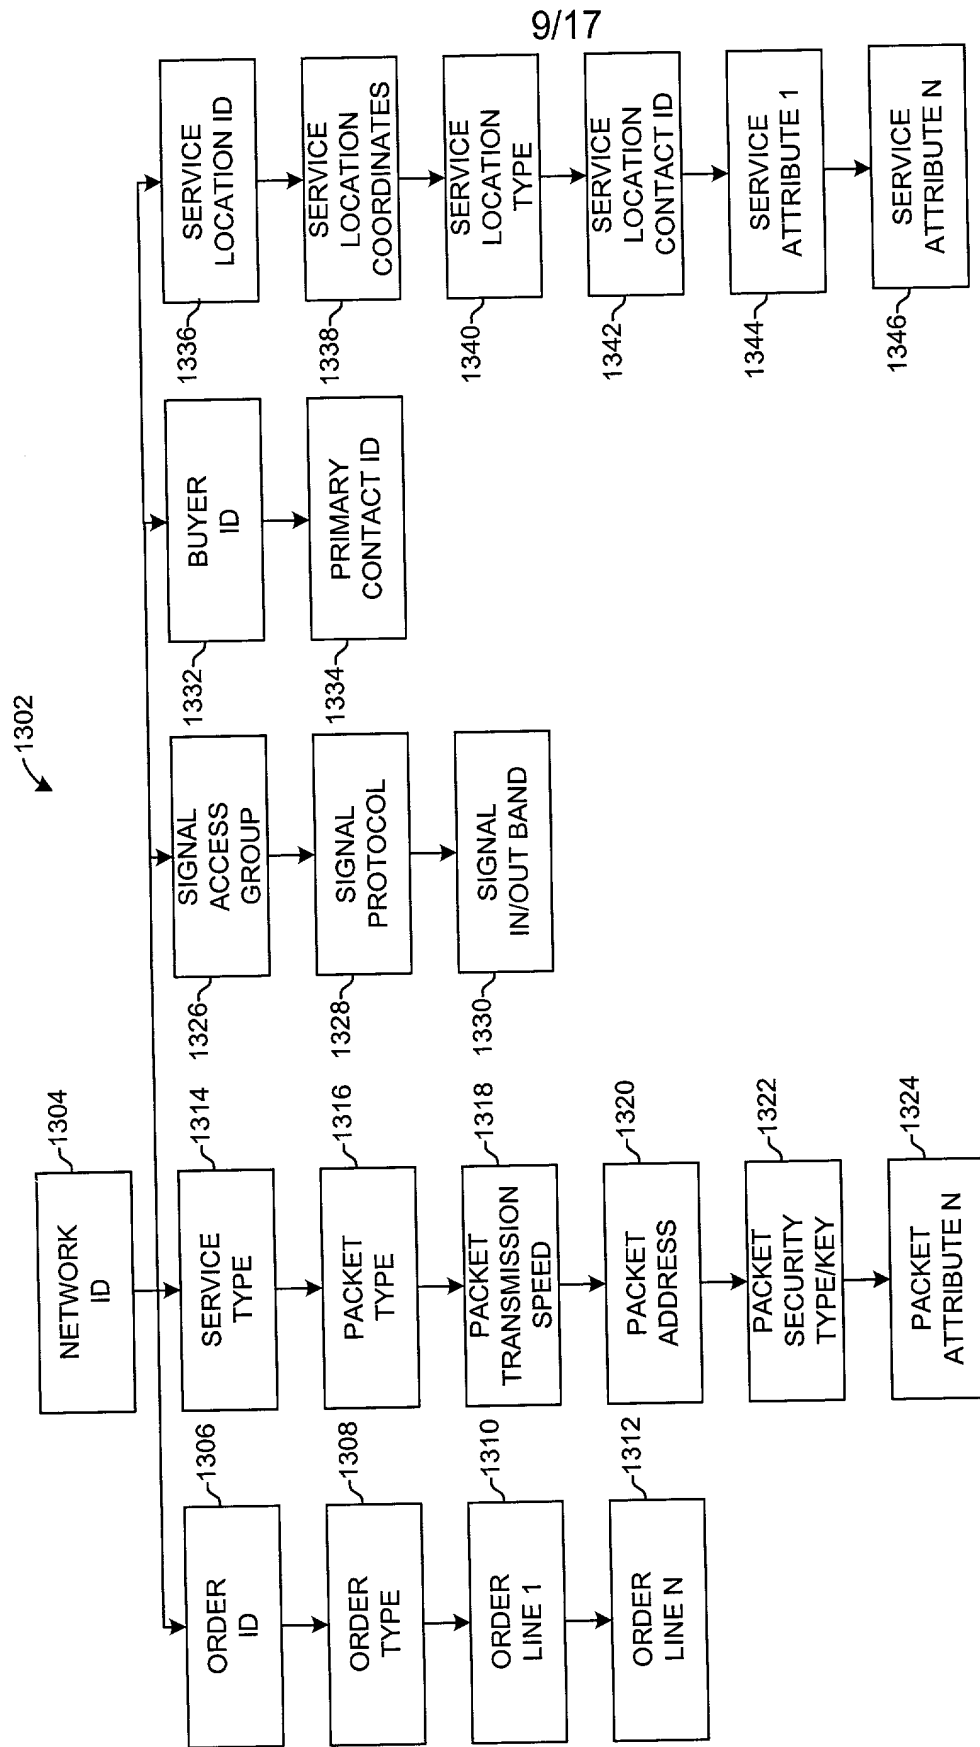 9/17
1302
NETWORK
ID
1304
ORDER
ID
1306
ORDER
TYPE
1308
ORDER
LINE 1
1310
ORDER
LINE N
1312
SERVICE
TYPE
1314
PACKET
TYPE
1316
PACKET
TRANSMISSION
SPEED
1318
PACKET
ADDRESS
1320
PACKET
SECURITY
TYPE/KEY
1322
PACKET
ATTRIBUTE N
1324
SIGNAL
ACCESS
GROUP
1326
SIGNAL
PROTOCOL
1328
SIGNAL
IN/OUT BAND
1330
BUYER
ID
1332
PRIMARY
CONTACT ID
1334
SERVICE
LOCATION ID
1336
SERVICE
LOCATION
COORDINATES
1338
SERVICE
LOCATION
TYPE
1340
SERVICE
LOCATION
CONTACT ID
1342
SERVICE
ATTRIBUTE 1
1344
SERVICE
ATTRIBUTE N
1346